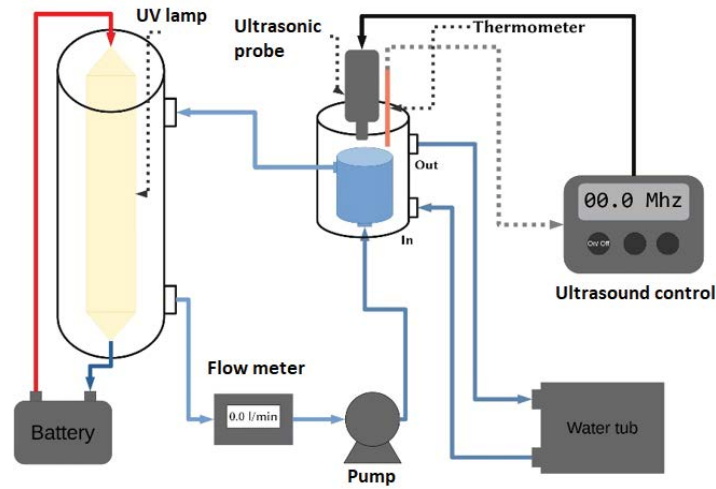 UV lamp
Ultrasonic
probe
Thermometer
Out
In
00.0 Mhz
On/ Off
Ultrasound control
Flow meter
0.0 l/min
Battery
Pump
Water tub